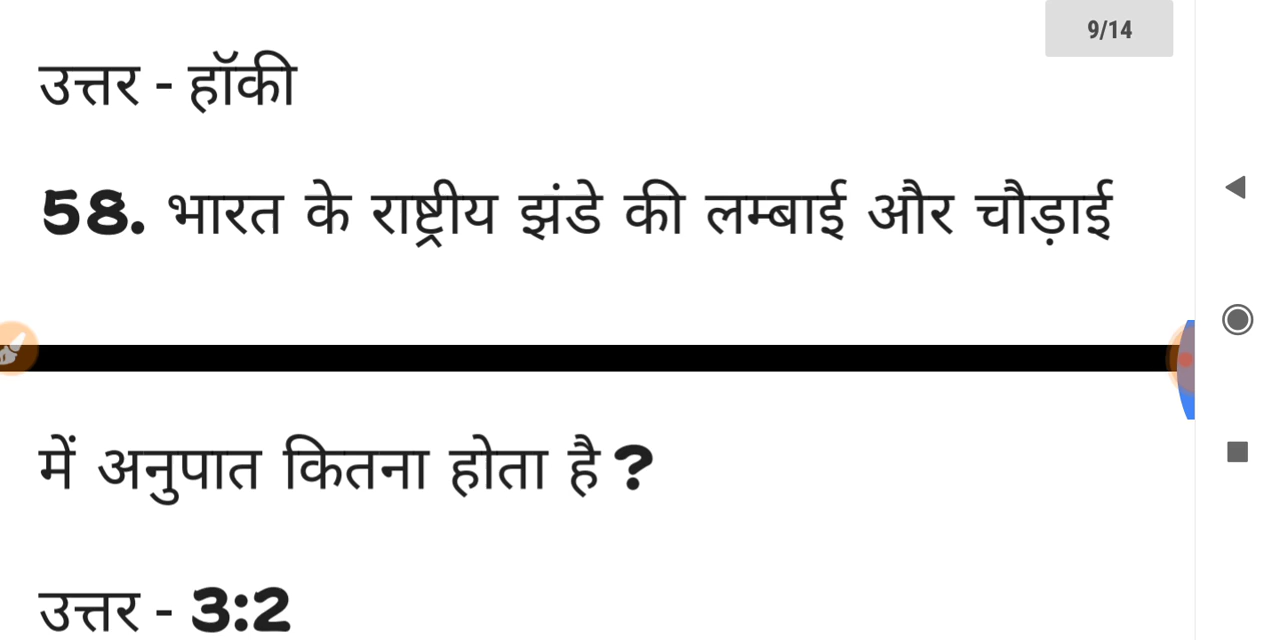 9/14
उत्तर - हॉकी
58. भारत के राष्ट्रीय झंडे की लम्बाई और चौड़ाई
में अनुपात कितना होता है ?
उत्तर - 3:2